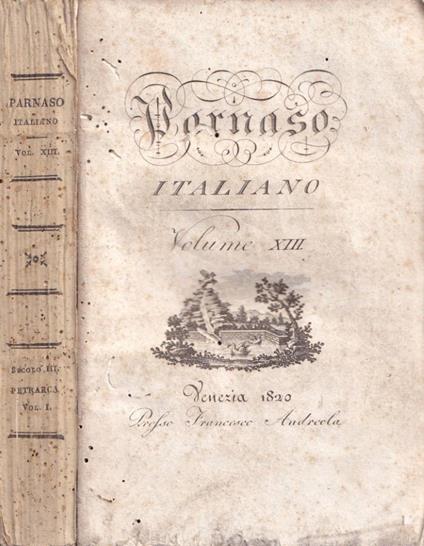 PARNASO
ITALIANO
VOL. XIII.
SECOLO III.
PETRARCA
VOL. I.
Parnaso
ITALIANO
Volume XIII
Venezia 1820
Presso Francesco Andreola